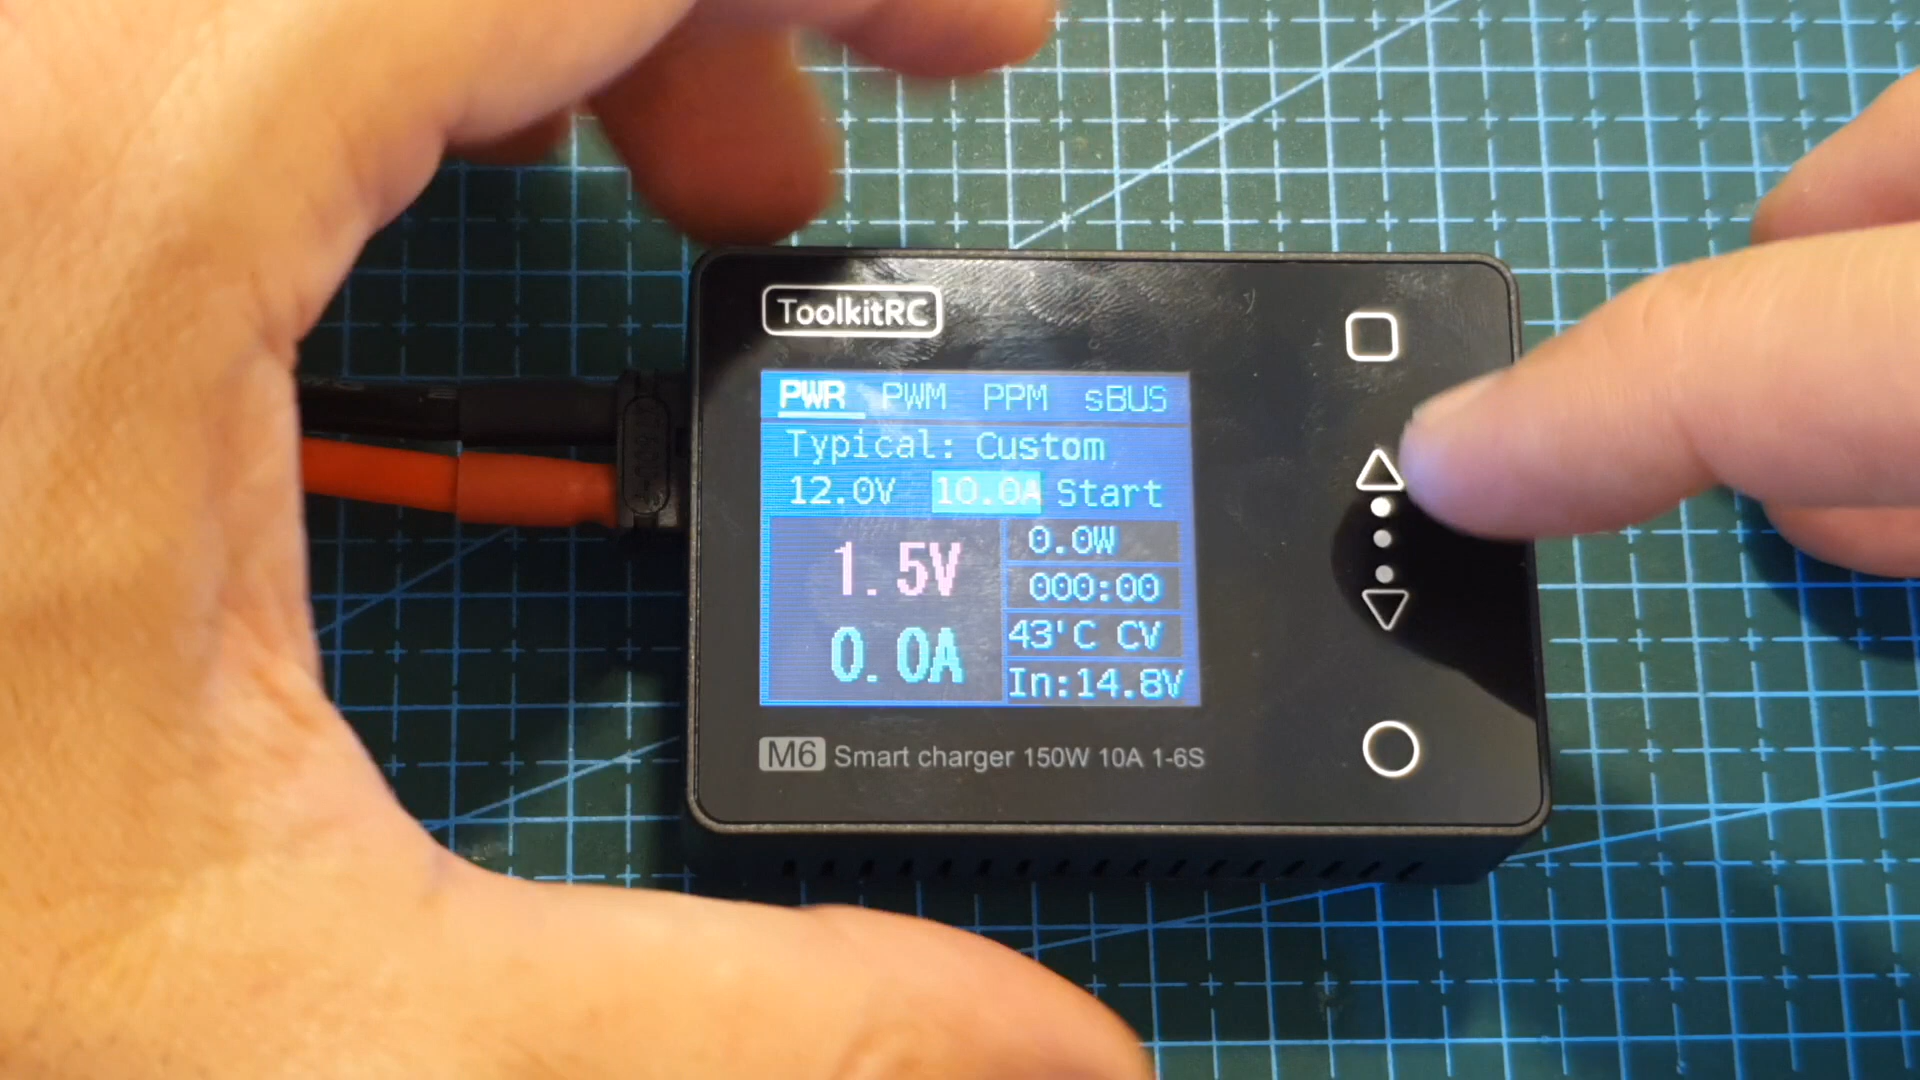 ToolkitRC
PWR PWM PPM sBUS
Typical: Custom
12.0V 10.0A Start
1.5V
0.0A
0.0W
000:00
43'C CV
In:14.8V
M6 Smart charger 150W 10A 1-6S